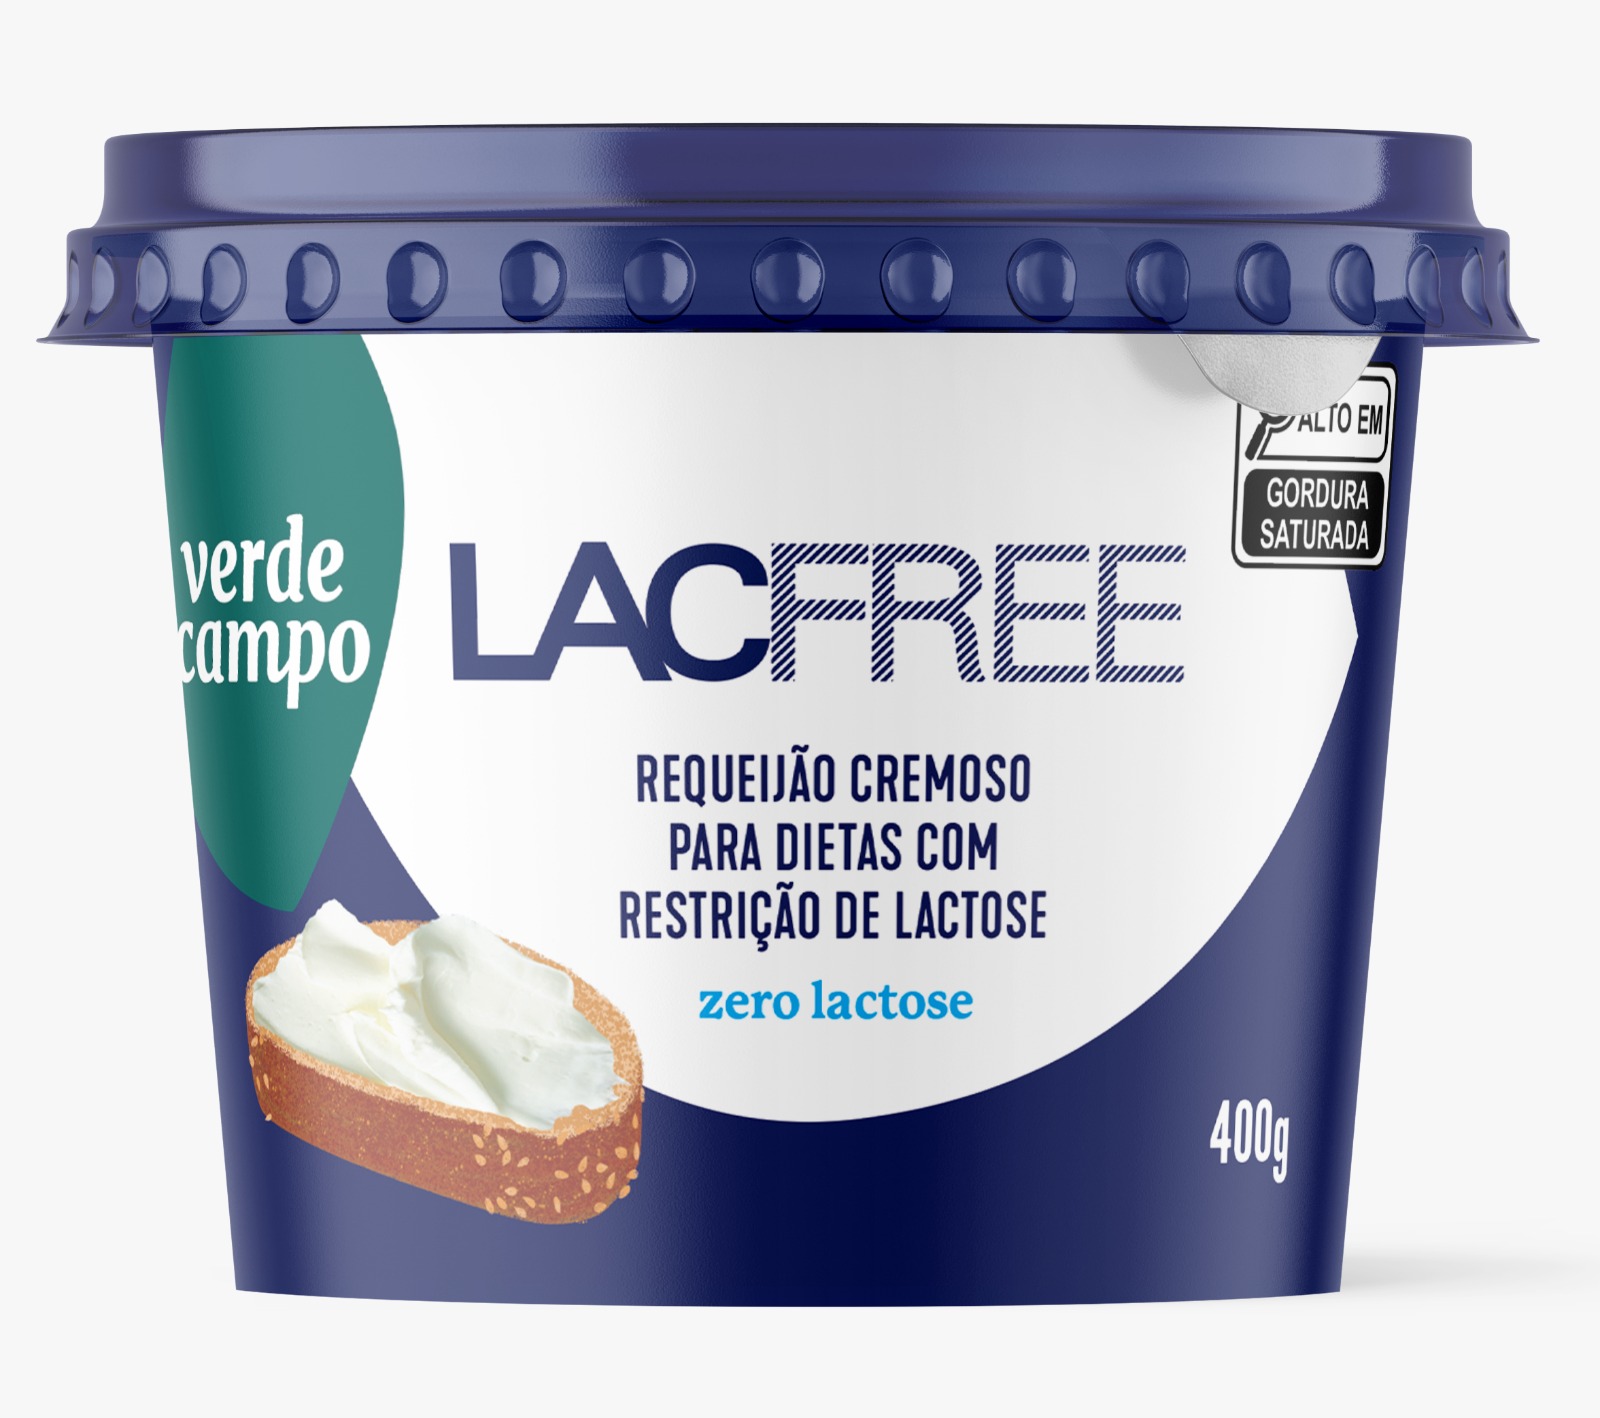 verde
campo
LACFREE
REQUEIJÃO CREMOSO
PARA DIETAS COM
RESTRIÇÃO DE LACTOSE
zero lactose
ALTO EM
GORDURA
SATURADA
400g